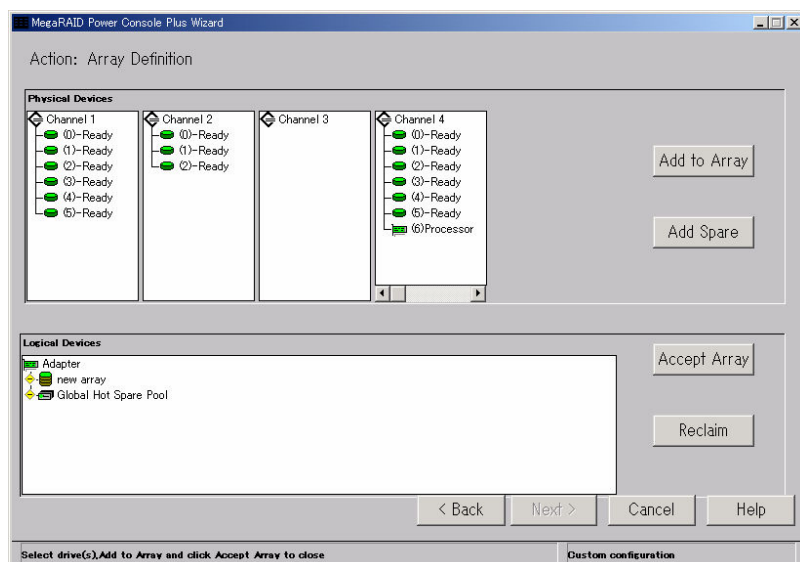 MegaRAID Power Console Plus Wizard
Action: Array Definition
Physical Devices
Channel 1
(0)-Ready
(1)-Ready
(2)-Ready
(3)-Ready
(4)-Ready
(5)-Ready
Channel 2
(0)-Ready
(1)-Ready
(2)-Ready
Channel 3
Channel 4
(0)-Ready
(1)-Ready
(2)-Ready
(3)-Ready
(4)-Ready
(5)-Ready
(6)Processor
Add to Array
Add Spare
Logical Devices
Adapter
new array
Global Hot Spare Pool
Accept Array
Reclaim
< Back
Next >
Cancel
Help
Select drive(s),Add to Array and click Accept Array to close
Custom configuration